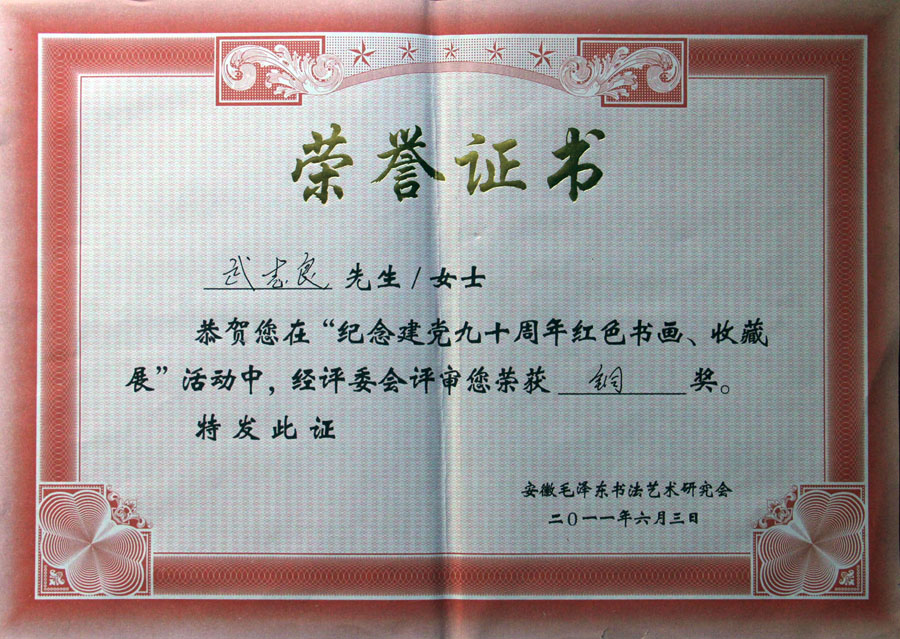 荣誉证书
武志良 先生/女士
恭贺您在“纪念建党九十周年红色书画、收藏
展”活动中，经评委会评审您荣获 铜 奖。
特发此证
安徽毛泽东书法艺术研究会
二〇一一年六月三日